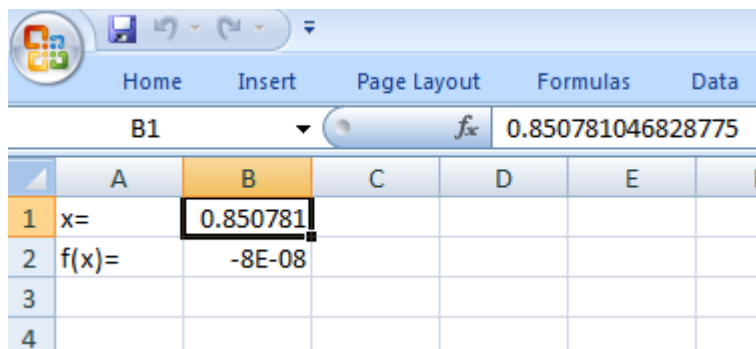 Home Insert Page Layout Formulas Data
B1 fx 0.850781046828775
A B C D E
1 x= 0.850781
2 f(x)= -8E-08
3
4